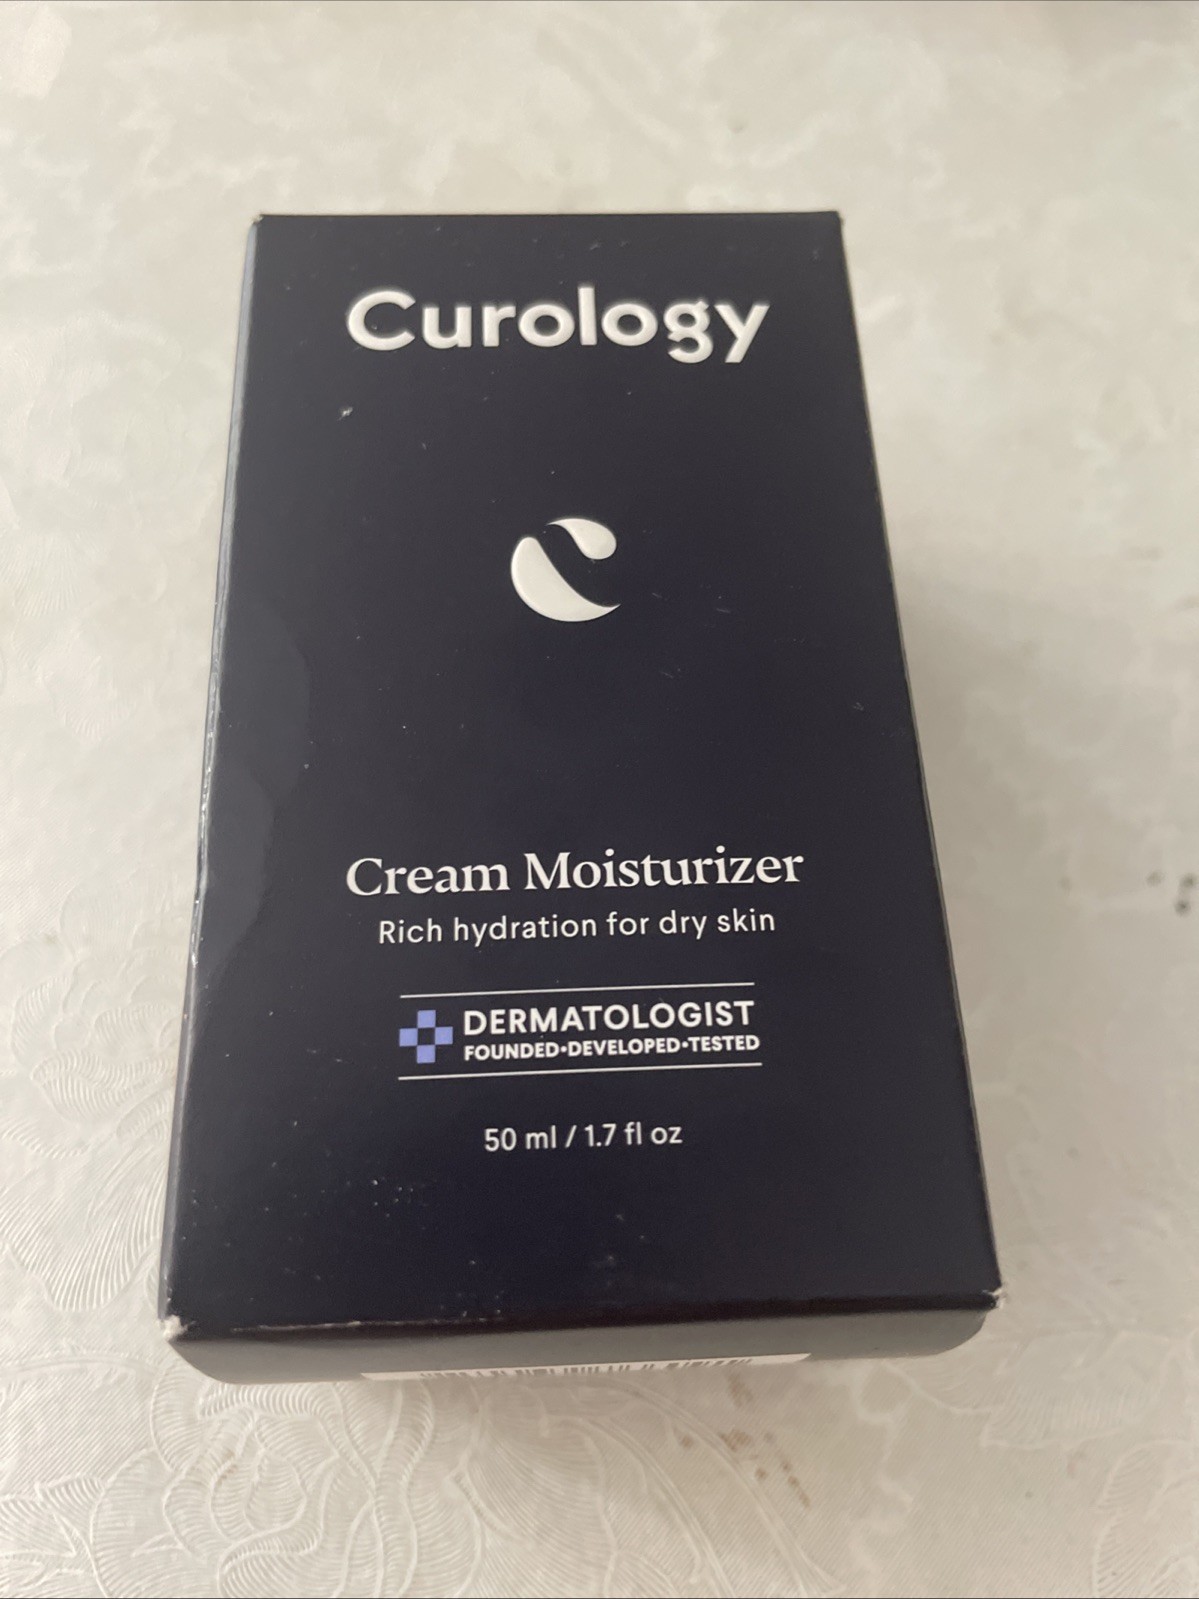 Curology
Cream Moisturizer
Rich hydration for dry skin
DERMATOLOGIST
FOUNDED•DEVELOPED•TESTED
50 ml / 1.7 fl oz